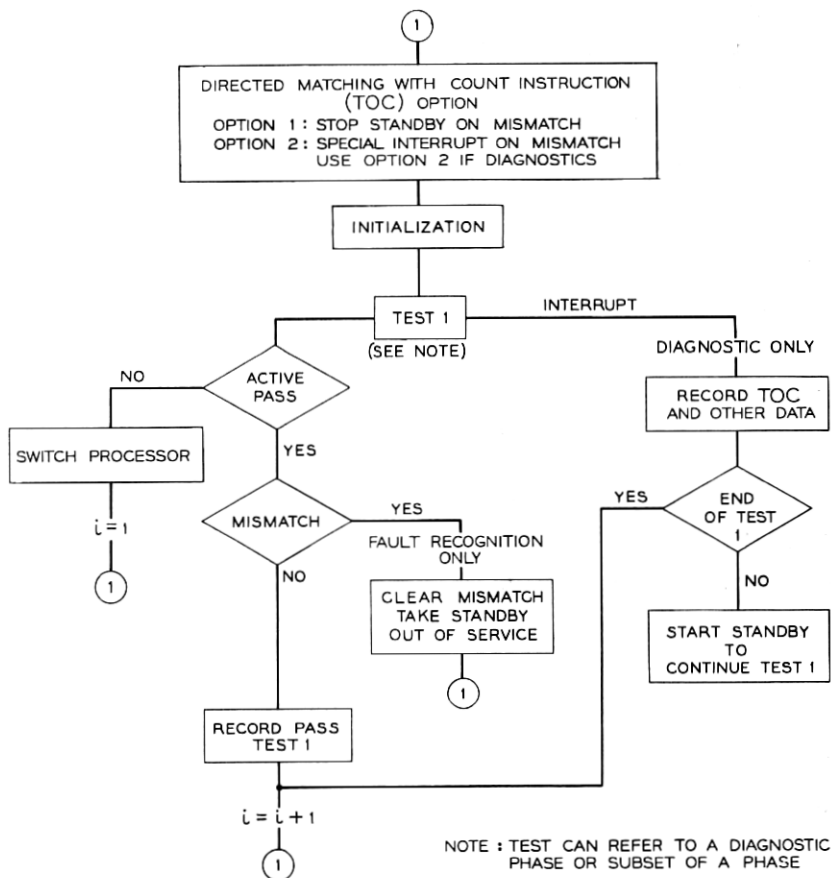 1
DIRECTED MATCHING WITH COUNT INSTRUCTION
(TOC) OPTION
OPTION 1: STOP STANDBY ON MISMATCH
OPTION 2: SPECIAL INTERRUPT ON MISMATCH
USE OPTION 2 IF DIAGNOSTICS
INITIALIZATION
TEST 1
(SEE NOTE)
INTERRUPT
DIAGNOSTIC ONLY
RECORD TOC
AND OTHER DATA
NO
ACTIVE
PASS
YES
SWITCH PROCESSOR
i = 1
1
MISMATCH
YES
FAULT RECOGNITION
ONLY
NO
CLEAR MISMATCH
TAKE STANDBY
OUT OF SERVICE
1
YES
END
OF TEST
1
NO
START STANDBY
TO
CONTINUE TEST 1
RECORD PASS
TEST 1
i = i + 1
1
NOTE : TEST CAN REFER TO A DIAGNOSTIC
PHASE OR SUBSET OF A PHASE